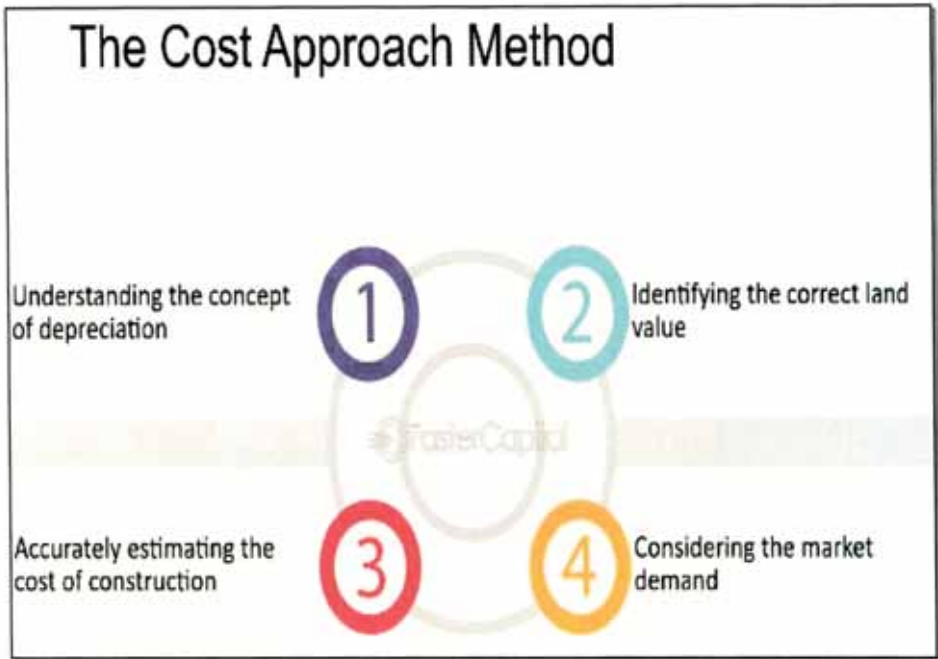 The Cost Approach Method
Understanding the concept
of depreciation
1
2
Identifying the correct land
value
FasterCapital
Accurately estimating the
cost of construction
3
4
Considering the market
demand